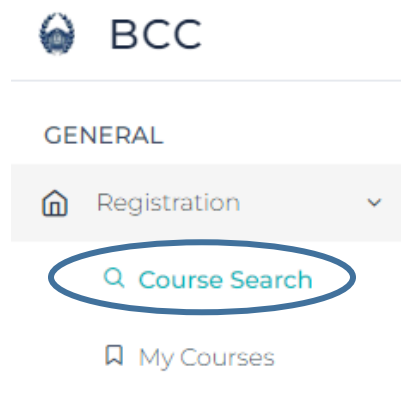 BCC
GENERAL
Registration
Course Search
My Courses